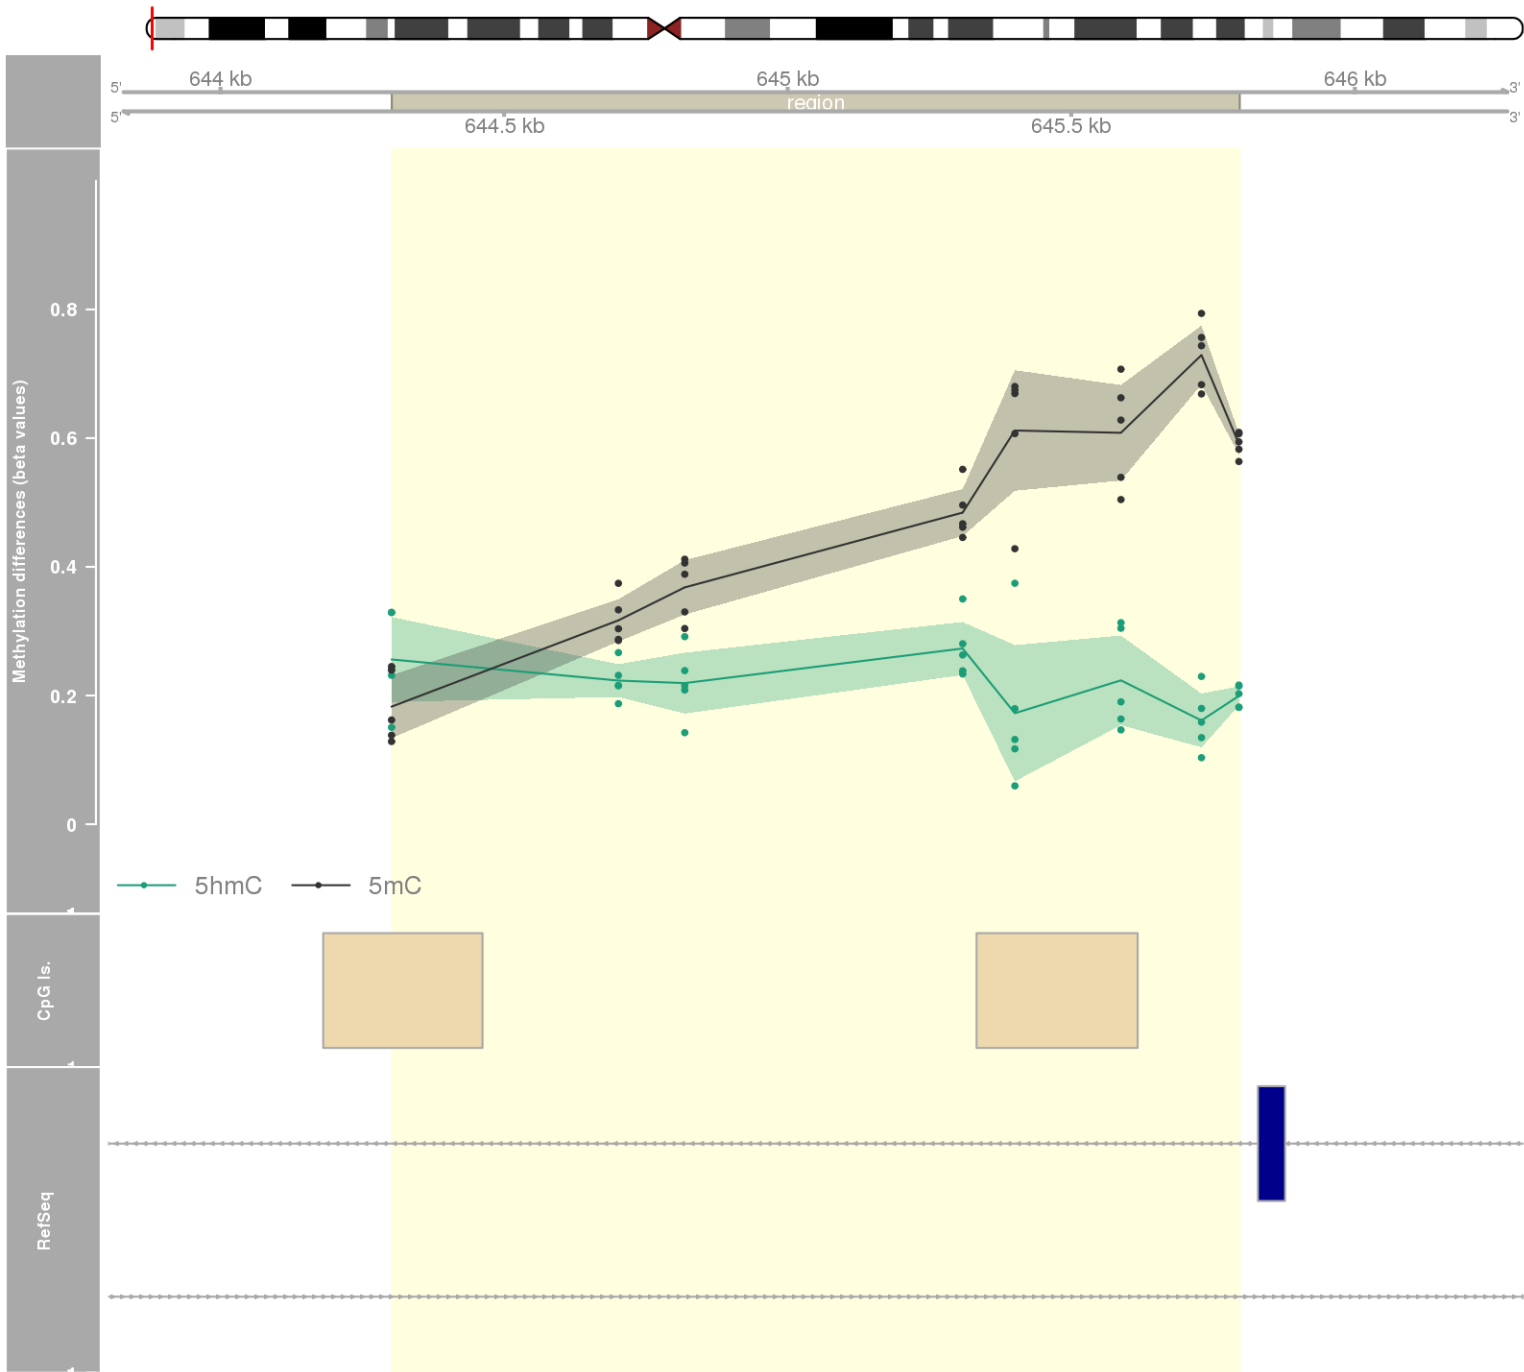 644 kb 645 kb 646 kb
5' 3'
region
5' 3'
644.5 kb 645.5 kb
Methylation differences (beta values)
0.8
0.6
0.4
0.2
0
5hmC 5mC
CpG Is.
RefSeq